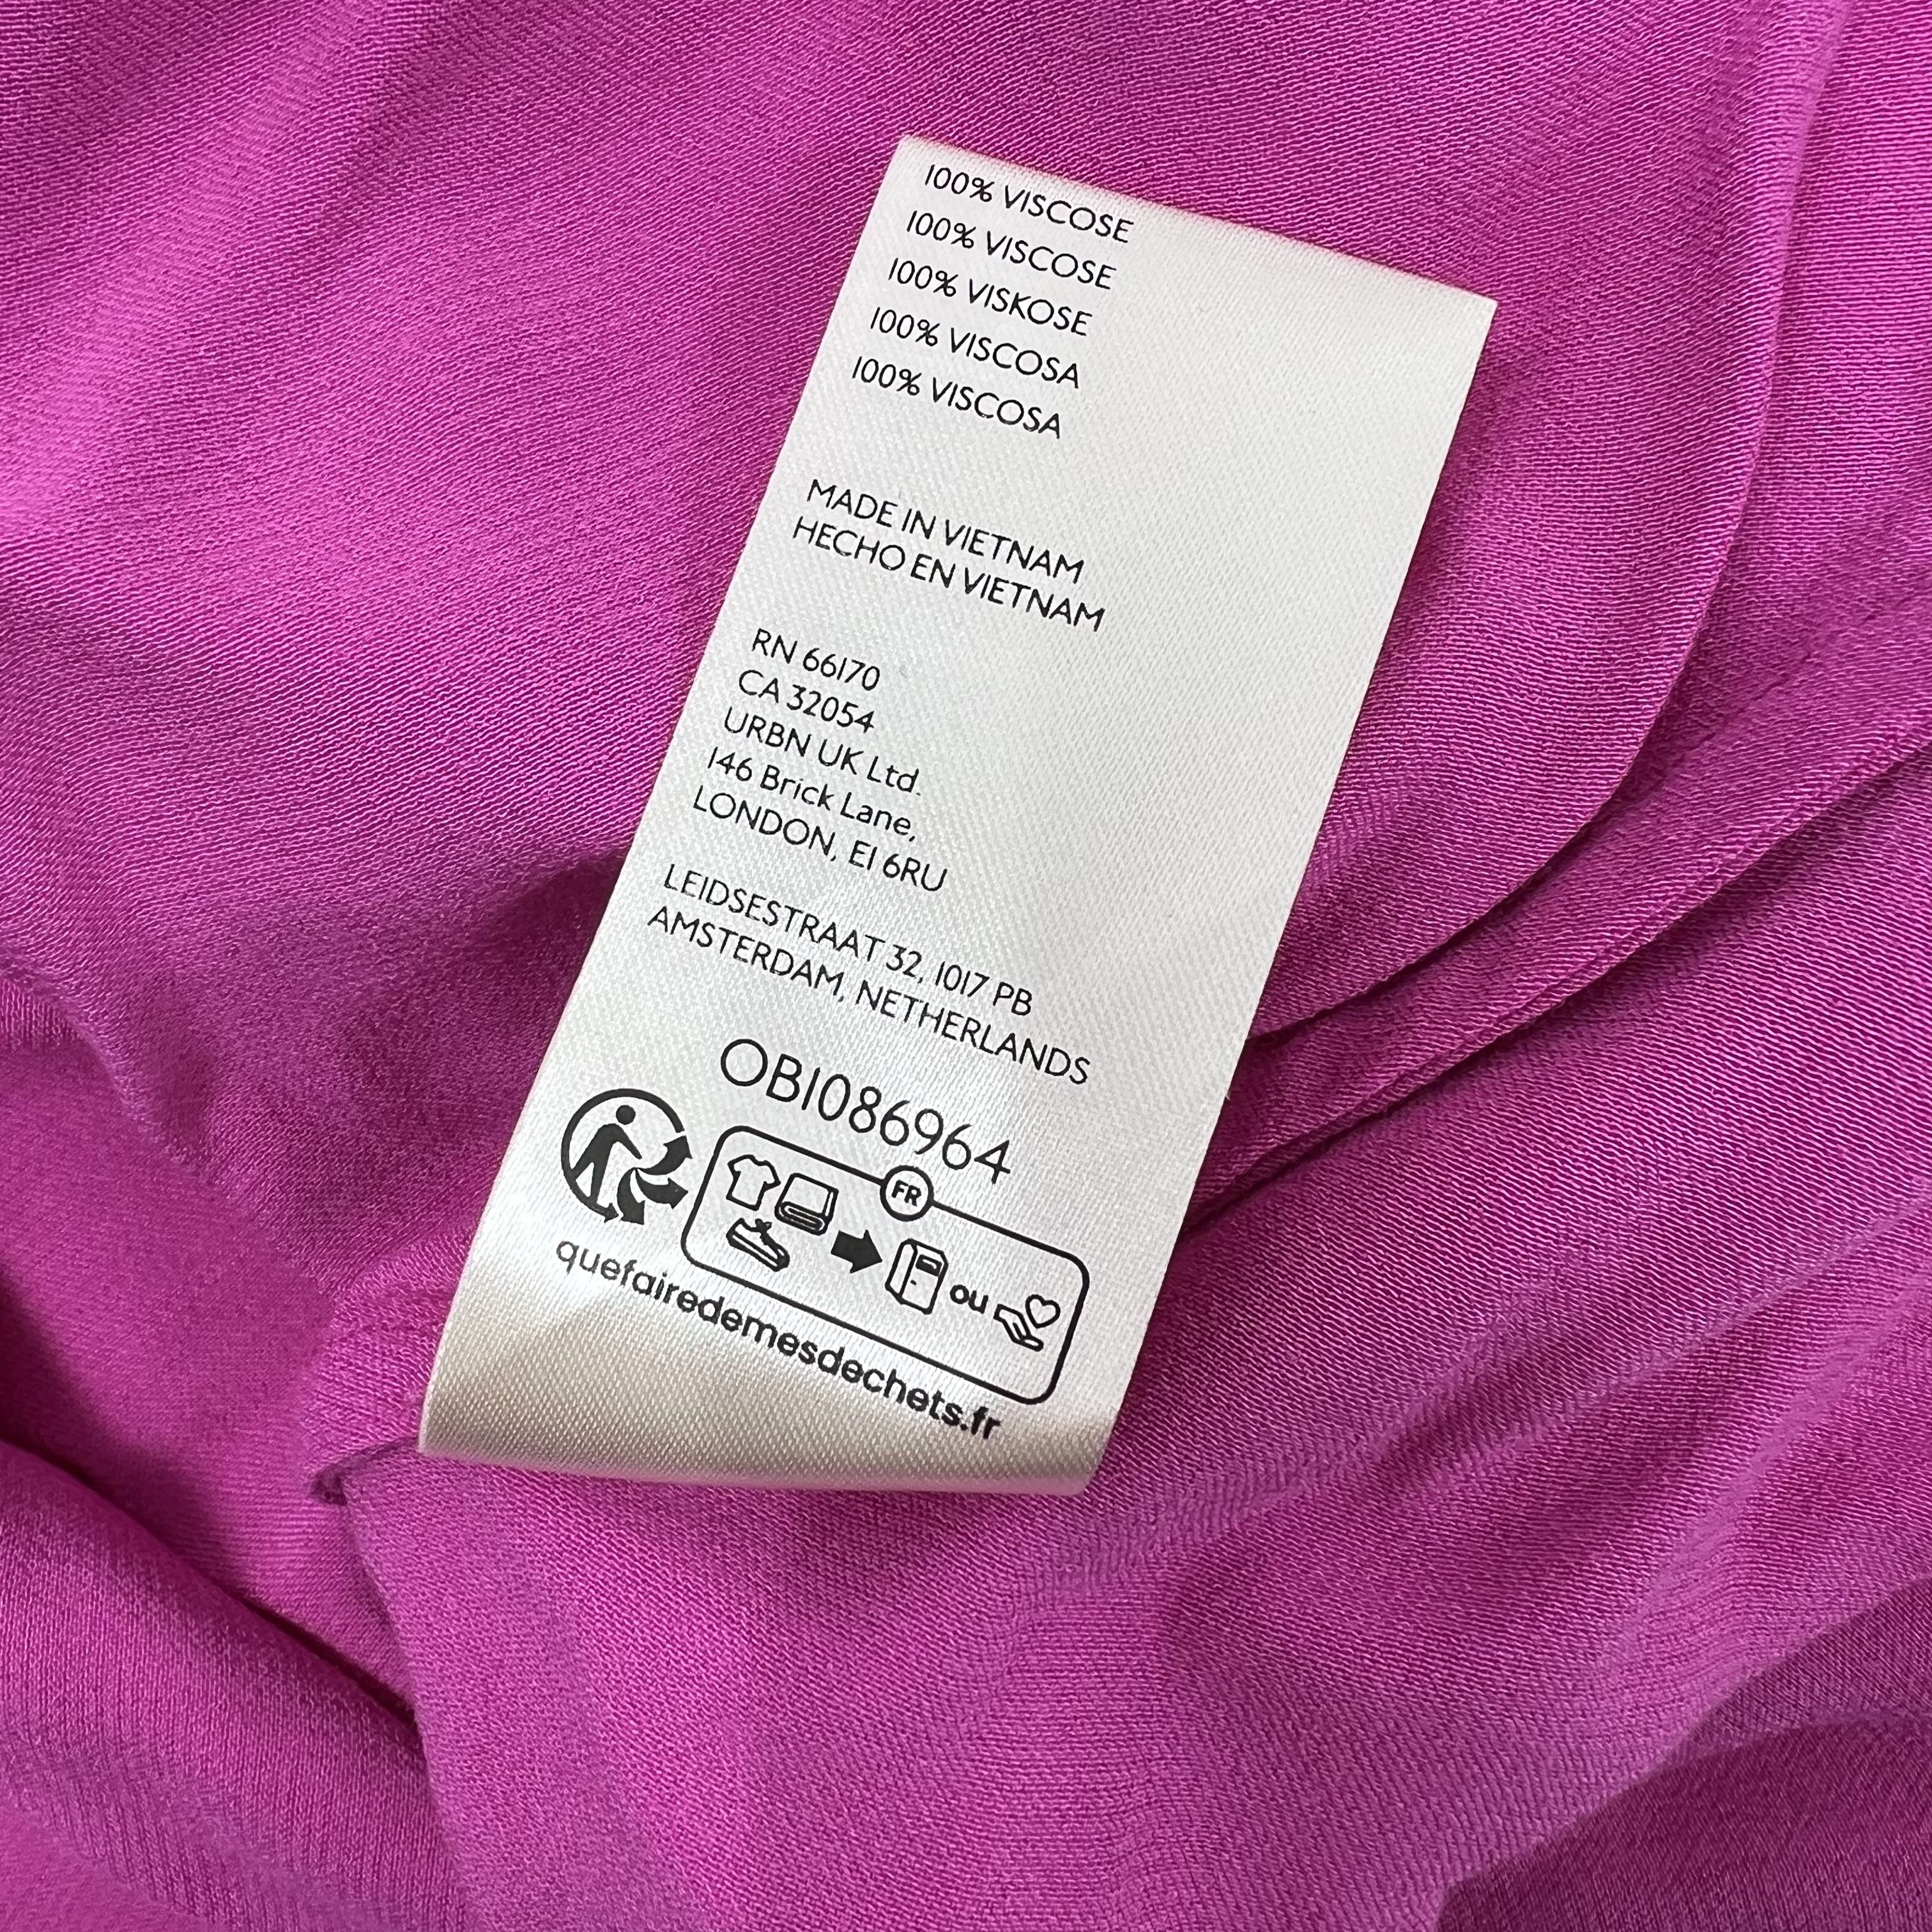 100% VISCOSE
100% VISCOSE
100% VISKOSE
100% VISCOSA
100% VISCOSA
MADE IN VIETNAM
HECHO EN VIETNAM
RN 66170
CA 32054
URBN UK Ltd.
146 Brick Lane,
LONDON, E1 6RU
LEIDSESTRAAT 32, 1017 PB
AMSTERDAM, NETHERLANDS
OB1086964
FR
ou
quefairedemesdechets.fr